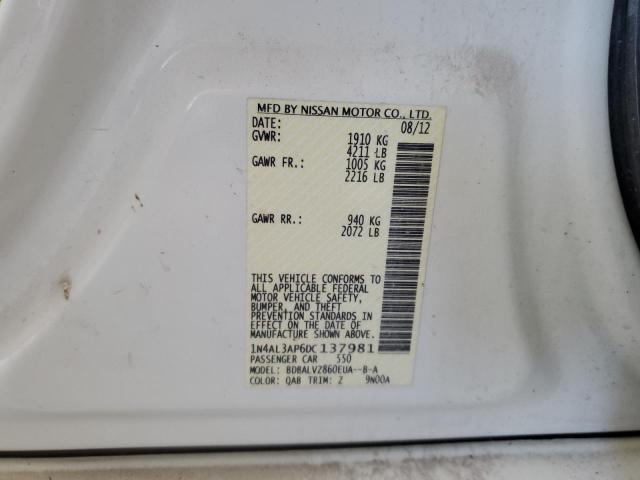 MFD BY NISSAN MOTOR CO., LTD.
DATE: 08/12
GVWR: 1910 KG
4211 LB
GAWR FR.: 1005 KG
2216 LB
GAWR RR.: 940 KG
2072 LB
THIS VEHICLE CONFORMS TO
ALL APPLICABLE FEDERAL
MOTOR VEHICLE SAFETY,
BUMPER, AND THEFT
PREVENTION STANDARDS IN
EFFECT ON THE DATE OF
MANUFACTURE SHOWN ABOVE.
1N4AL3AP6DC137981
PASSENGER CAR 550
MODEL: BDBALVZ860EUA--B-A
COLOR: QAB TRIM: Z 9N00A